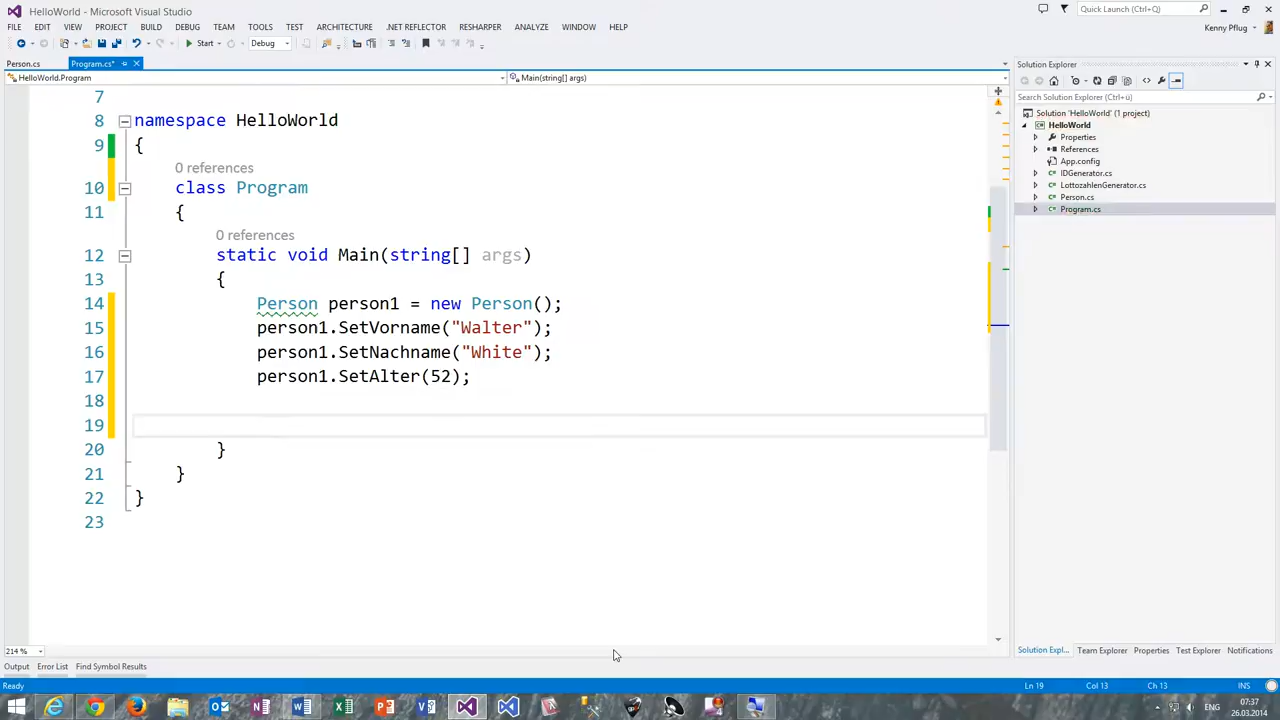 HelloWorld - Microsoft Visual Studio
Quick Launch (Ctrl+Q)
FILE EDIT VIEW PROJECT BUILD DEBUG TEAM TOOLS TEST ARCHITECTURE .NET REFLECTOR RESHARPER ANALYZE WINDOW HELP
Kenny Pflug
Start
Debug
Person.cs
Program.cs*
HelloWorld.Program
Main(string[] args)
7
8 namespace HelloWorld
9 {
0 references
10 class Program
11 {
0 references
12 static void Main(string[] args)
13 {
14 Person person1 = new Person();
15 person1.SetVorname("Walter");
16 person1.SetNachname("White");
17 person1.SetAlter(52);
18
19
20 }
21 }
22 }
23
214 %
Output Error List Find Symbol Results
Ready
Ln 19 Col 13 Ch 13 INS
Solution Explorer
Search Solution Explorer (Ctrl+ü)
Solution 'HelloWorld' (1 project)
HelloWorld
Properties
References
App.config
IDGenerator.cs
LottozahlenGenerator.cs
Person.cs
Program.cs
Solution Expl... Team Explorer Properties Test Explorer Notifications
ENG
07:37
26.03.2014